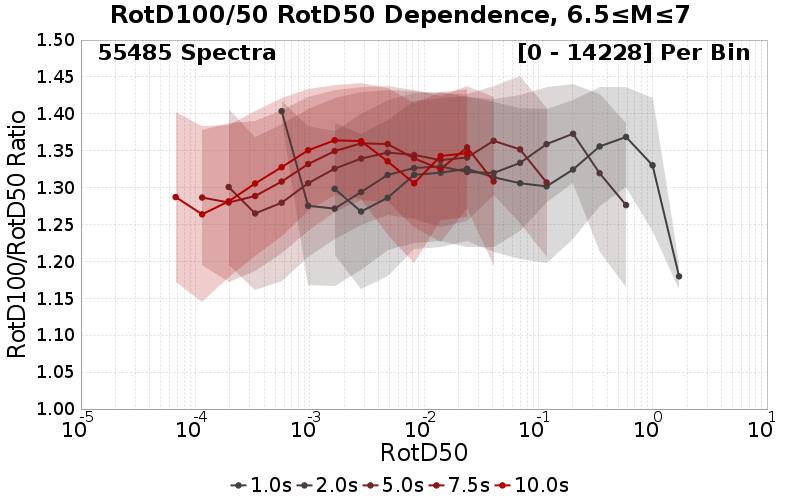 RotD100/50 RotD50 Dependence, 6.5≤M≤7
55485 Spectra
[0 - 14228] Per Bin
RotD100/RotD50 Ratio
1.50
1.45
1.40
1.35
1.30
1.25
1.20
1.15
1.10
1.05
1.00
10^-5 10^-4 10^-3 10^-2 10^-1 10^0 10^1
RotD50
1.0s 2.0s 5.0s 7.5s 10.0s